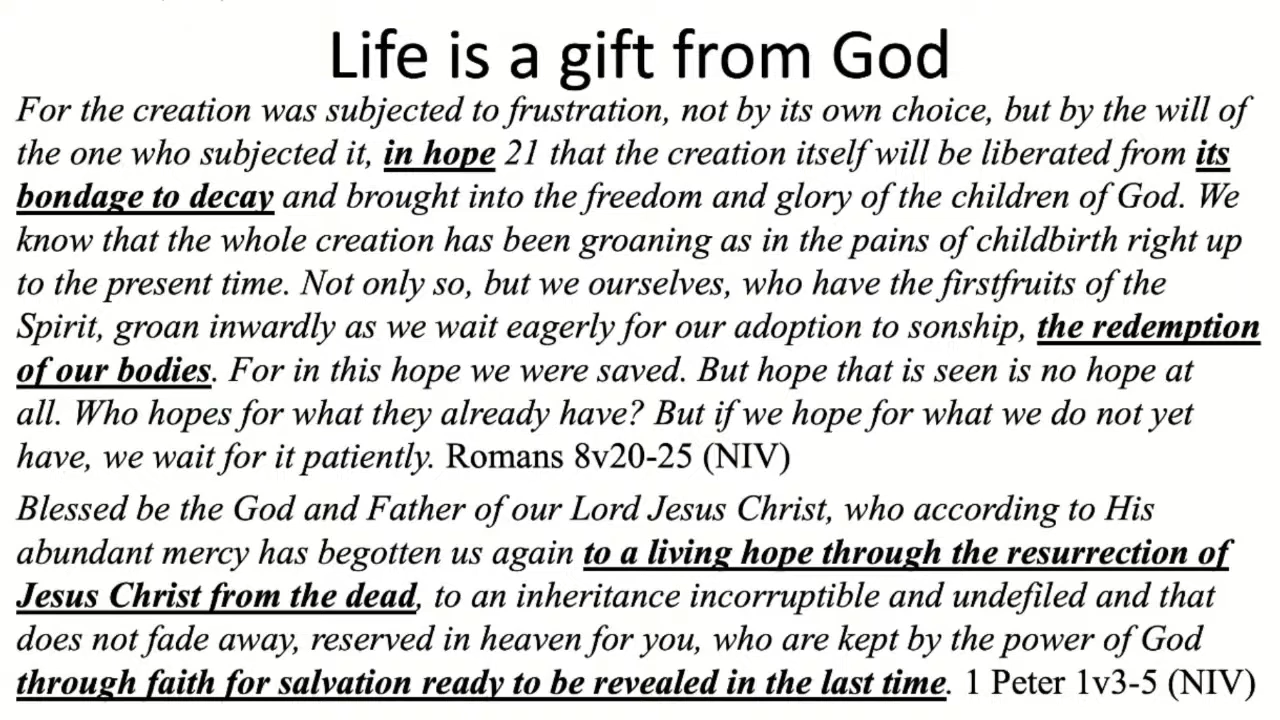 Life is a gift from God
For the creation was subjected to frustration, not by its own choice, but by the will of
the one who subjected it, in hope 21 that the creation itself will be liberated from its
bondage to decay and brought into the freedom and glory of the children of God. We
know that the whole creation has been groaning as in the pains of childbirth right up
to the present time. Not only so, but we ourselves, who have the firstfruits of the
Spirit, groan inwardly as we wait eagerly for our adoption to sonship, the redemption
of our bodies. For in this hope we were saved. But hope that is seen is no hope at
all. Who hopes for what they already have? But if we hope for what we do not yet
have, we wait for it patiently. Romans 8v20-25 (NIV)
Blessed be the God and Father of our Lord Jesus Christ, who according to His
abundant mercy has begotten us again to a living hope through the resurrection of
Jesus Christ from the dead, to an inheritance incorruptible and undefiled and that
does not fade away, reserved in heaven for you, who are kept by the power of God
through faith for salvation ready to be revealed in the last time. 1 Peter 1v3-5 (NIV)